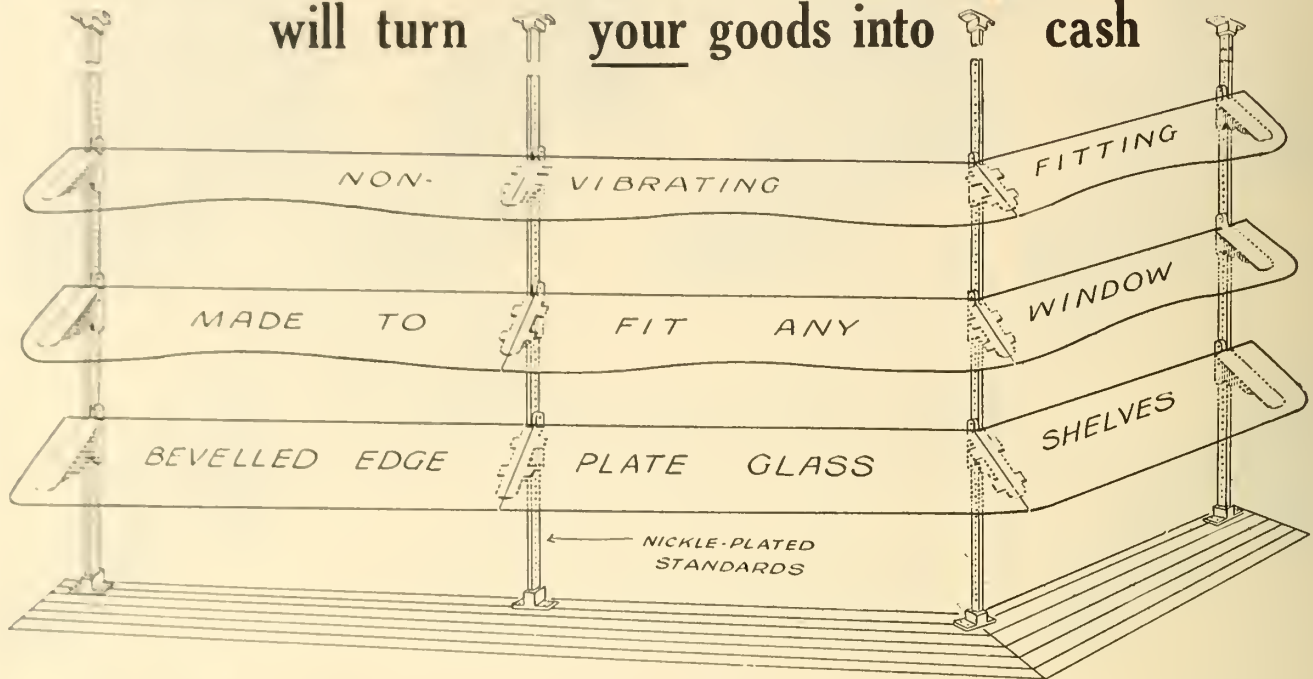 will turn your goods into cash
NON- VIBRATING FITTING
MADE TO FIT ANY WINDOW
BEVELLED EDGE PLATE GLASS SHELVES
NICKLE-PLATED
STANDARDS